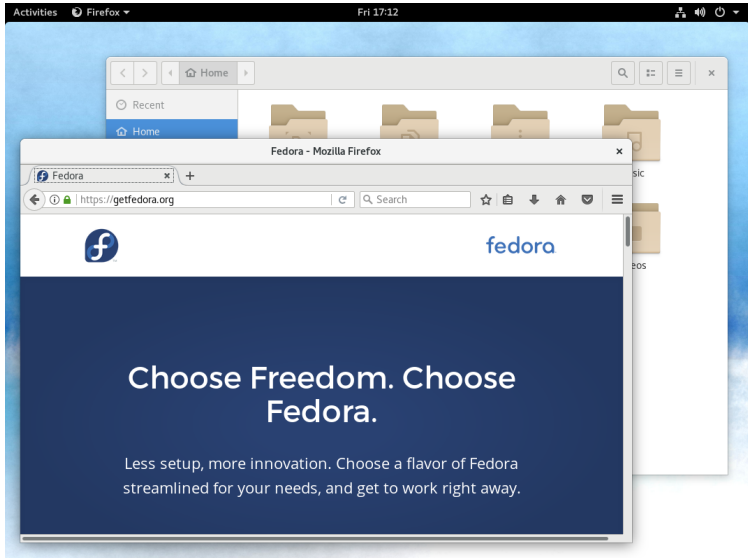 Activities Firefox Fri 17:12
Home
Recent
Home
sic
eos
Fedora - Mozilla Firefox
Fedora
https://getfedora.org Search
fedora
Choose Freedom. Choose
Fedora.
Less setup, more innovation. Choose a flavor of Fedora
streamlined for your needs, and get to work right away.